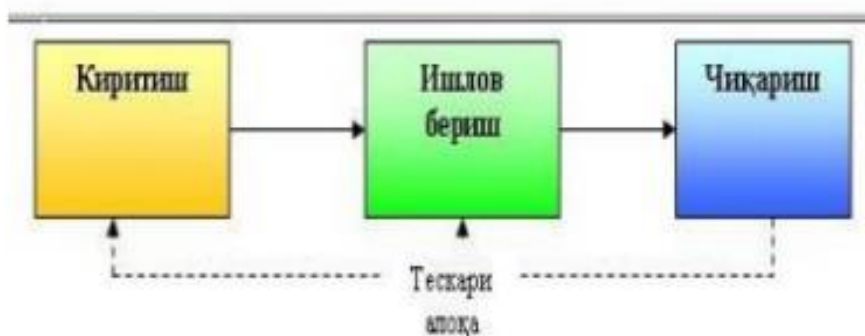 Киритиш
Ишлов
бериш
Чиқариш
Тескари
алоқа